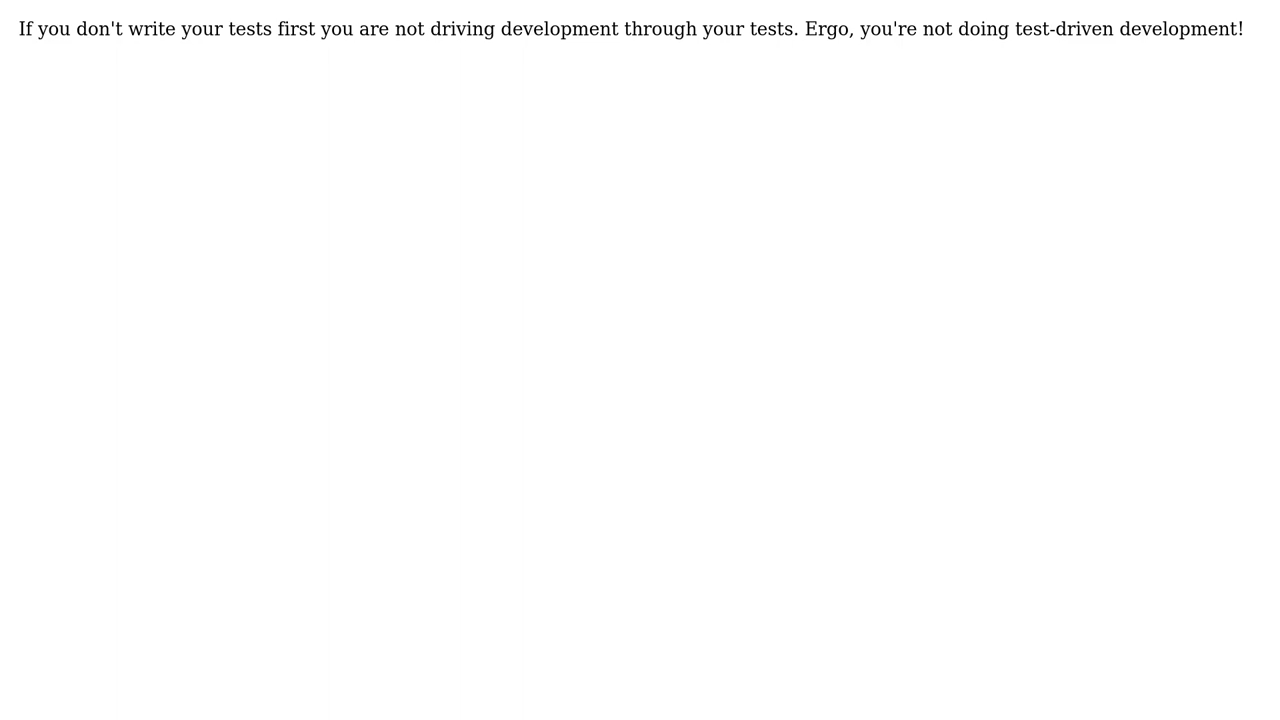 If you don't write your tests first you are not driving development through your tests. Ergo, you're not doing test-driven development!